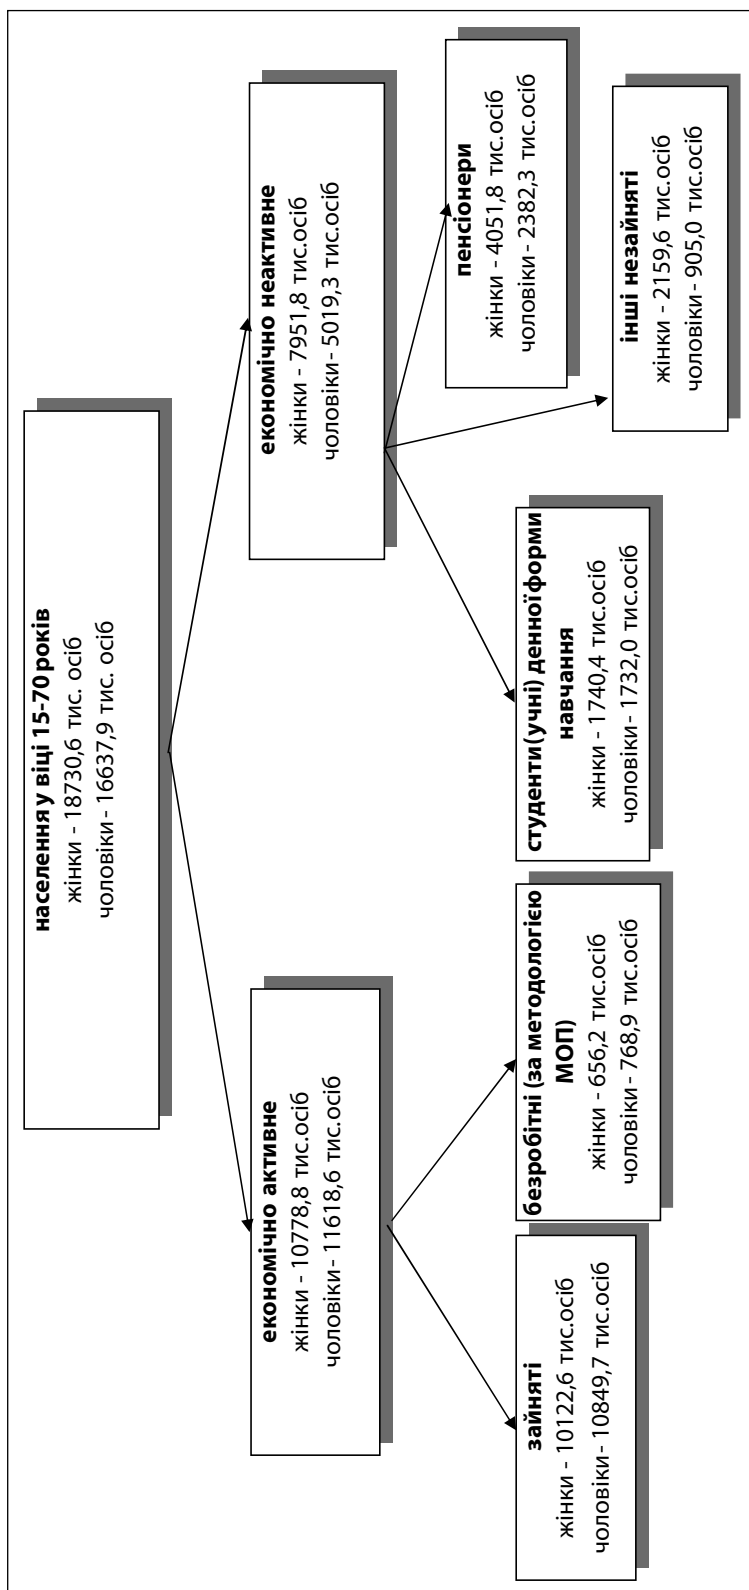 населення у віці 15-70 років
жінки - 18730,6 тис. осіб
чоловіки - 16637,9 тис. осіб
економічно активне
жінки - 10778,8 тис.осіб
чоловіки - 11618,6 тис.осіб
економічно неактивне
жінки - 7951,8 тис.осіб
чоловіки - 5019,3 тис.осіб
зайняті
жінки - 10122,6 тис.осіб
чоловіки - 10849,7 тис.осіб
безробітні (за методологією
МОП)
жінки - 656,2 тис.осіб
чоловіки - 768,9 тис.осіб
студенти (учні) денної форми
навчання
жінки - 1740,4 тис.осіб
чоловіки - 1732,0 тис.осіб
пенсіонери
жінки - 4051,8 тис.осіб
чоловіки - 2382,3 тис.осіб
інші незайняті
жінки - 2159,6 тис.осіб
чоловіки - 905,0 тис.осіб